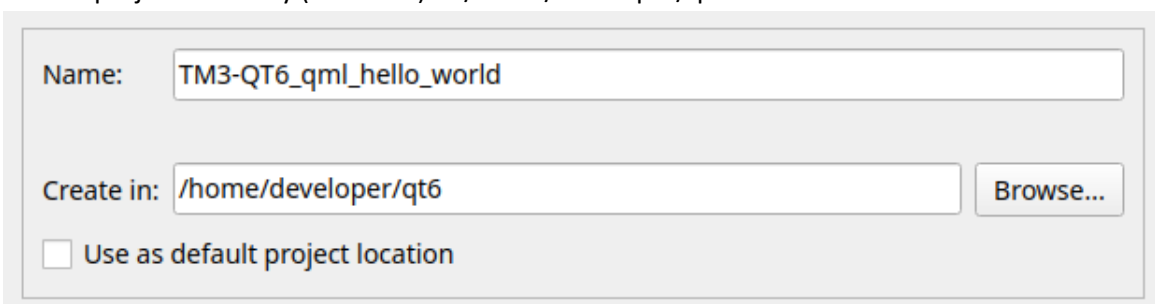 Name: TM3-QT6_qml_hello_world
Create in: /home/developer/qt6 Browse...
Use as default project location